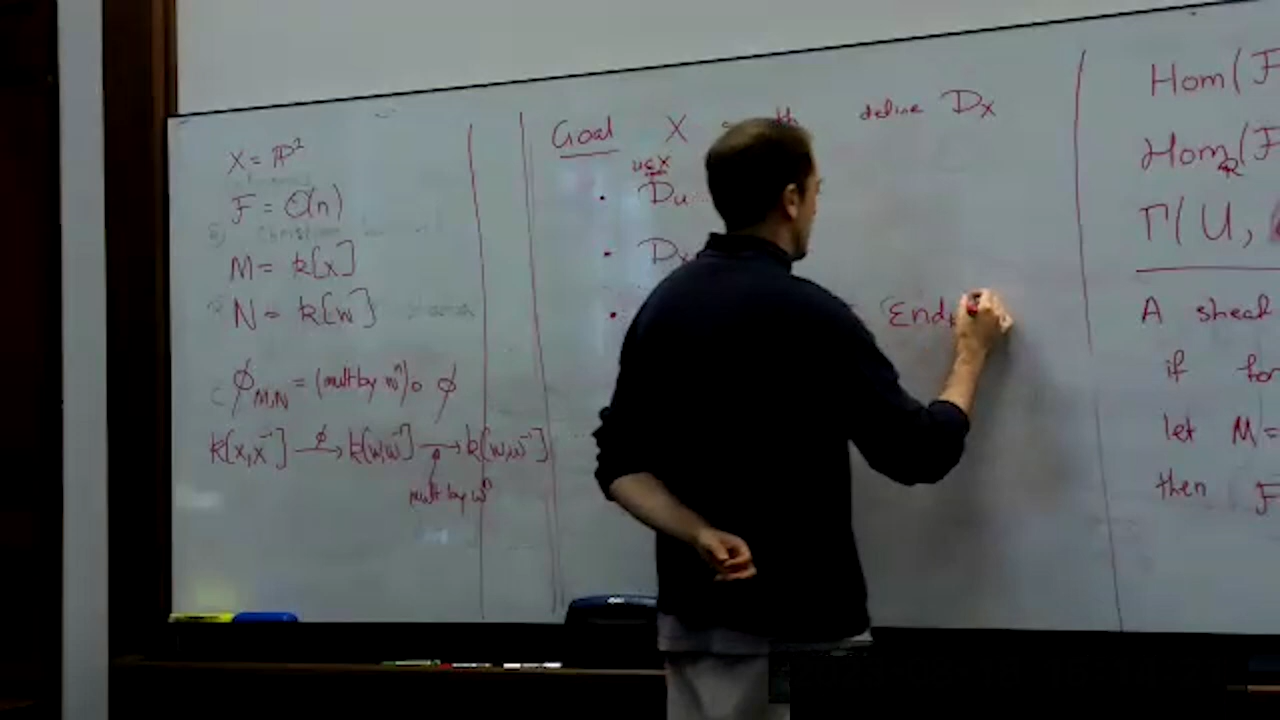 X = ℙ²
F = O(n)
M = k[x]
N = k[w]
φ_{M,N} = (mult by wⁿ) ∘ φ
k[x,x⁻¹] →^φ k[w,w⁻¹] → k[w,w⁻¹]
mult by wⁿ
Goal X define D_X
U⊆X
• D_U
• D_X
• End
Hom(F
Hom_R(F
Γ(U,
A sheaf
if for
let M =
then F